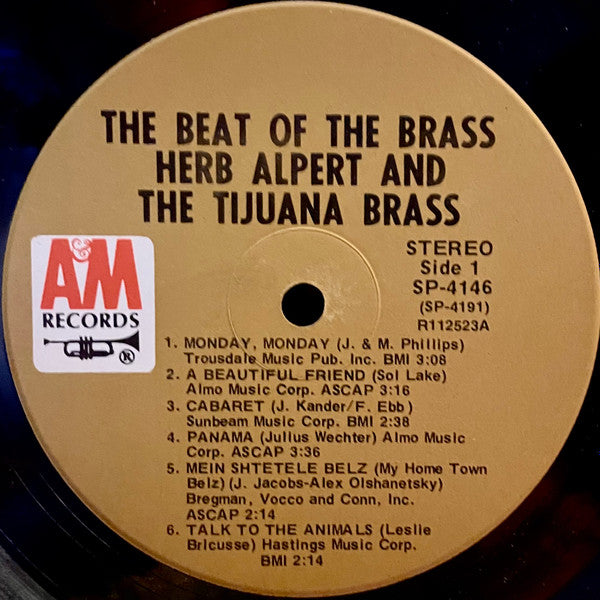 THE BEAT OF THE BRASS
HERB ALPERT AND
THE TIJUANA BRASS
STEREO
Side 1
SP-4146
(SP-4191)
R112523A
A&M
RECORDS
®
1. MONDAY, MONDAY (J. & M. Phillips)
Trousdale Music Pub. Inc. BMI 3:08
2. A BEAUTIFUL FRIEND (Sol Lake)
Almo Music Corp. ASCAP 3:16
3. CABARET (J. Kander/F. Ebb )
Sunbeam Music Corp. BMI 2:38
4. PANAMA (Julius Wechter) Almo Music
Corp. ASCAP 3:36
5. MEIN SHTETELE BELZ (My Home Town
Belz) (J. Jacobs-Alex Olshanetsky)
Bregman, Vocco and Conn, Inc.
ASCAP 2:14
6. TALK TO THE ANIMALS (Leslie
Bricusse) Hastings Music Corp.
BMI 2:14